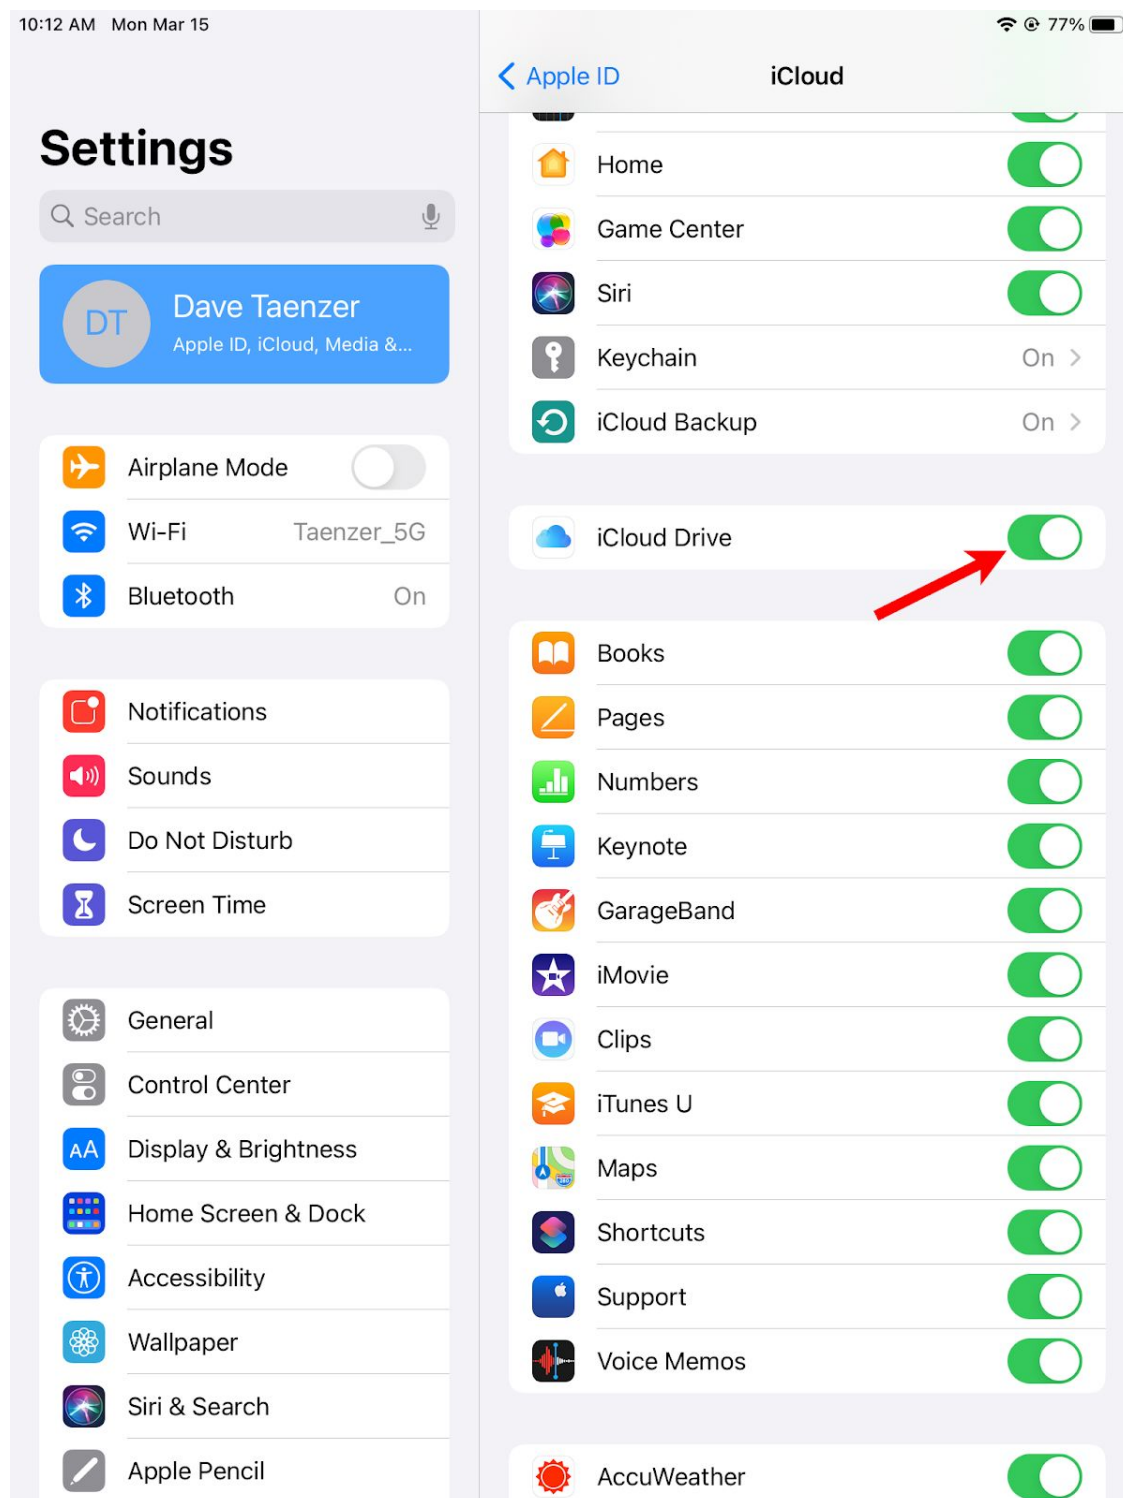 10:12 AM Mon Mar 15
77%
Settings
Search
DT
Dave Taenzer
Apple ID, iCloud, Media &...
Airplane Mode
Wi-Fi Taenzer_5G
Bluetooth On
Notifications
Sounds
Do Not Disturb
Screen Time
General
Control Center
AA Display & Brightness
Home Screen & Dock
Accessibility
Wallpaper
Siri & Search
Apple Pencil
Apple ID iCloud
Home
Game Center
Siri
Keychain On
iCloud Backup On
iCloud Drive
Books
Pages
Numbers
Keynote
GarageBand
iMovie
Clips
iTunes U
Maps
Shortcuts
Support
Voice Memos
AccuWeather